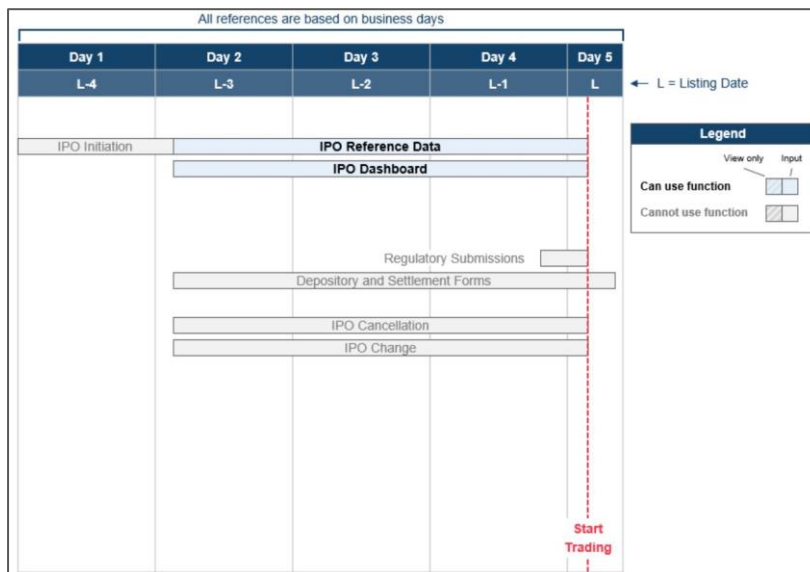 All references are based on business days
Day 1 Day 2 Day 3 Day 4 Day 5
L-4 L-3 L-2 L-1 L
L = Listing Date
Legend
View only Input
Can use function
Cannot use function
IPO Initiation IPO Reference Data
IPO Dashboard
Regulatory Submissions
Depository and Settlement Forms
IPO Cancellation
IPO Change
Start
Trading